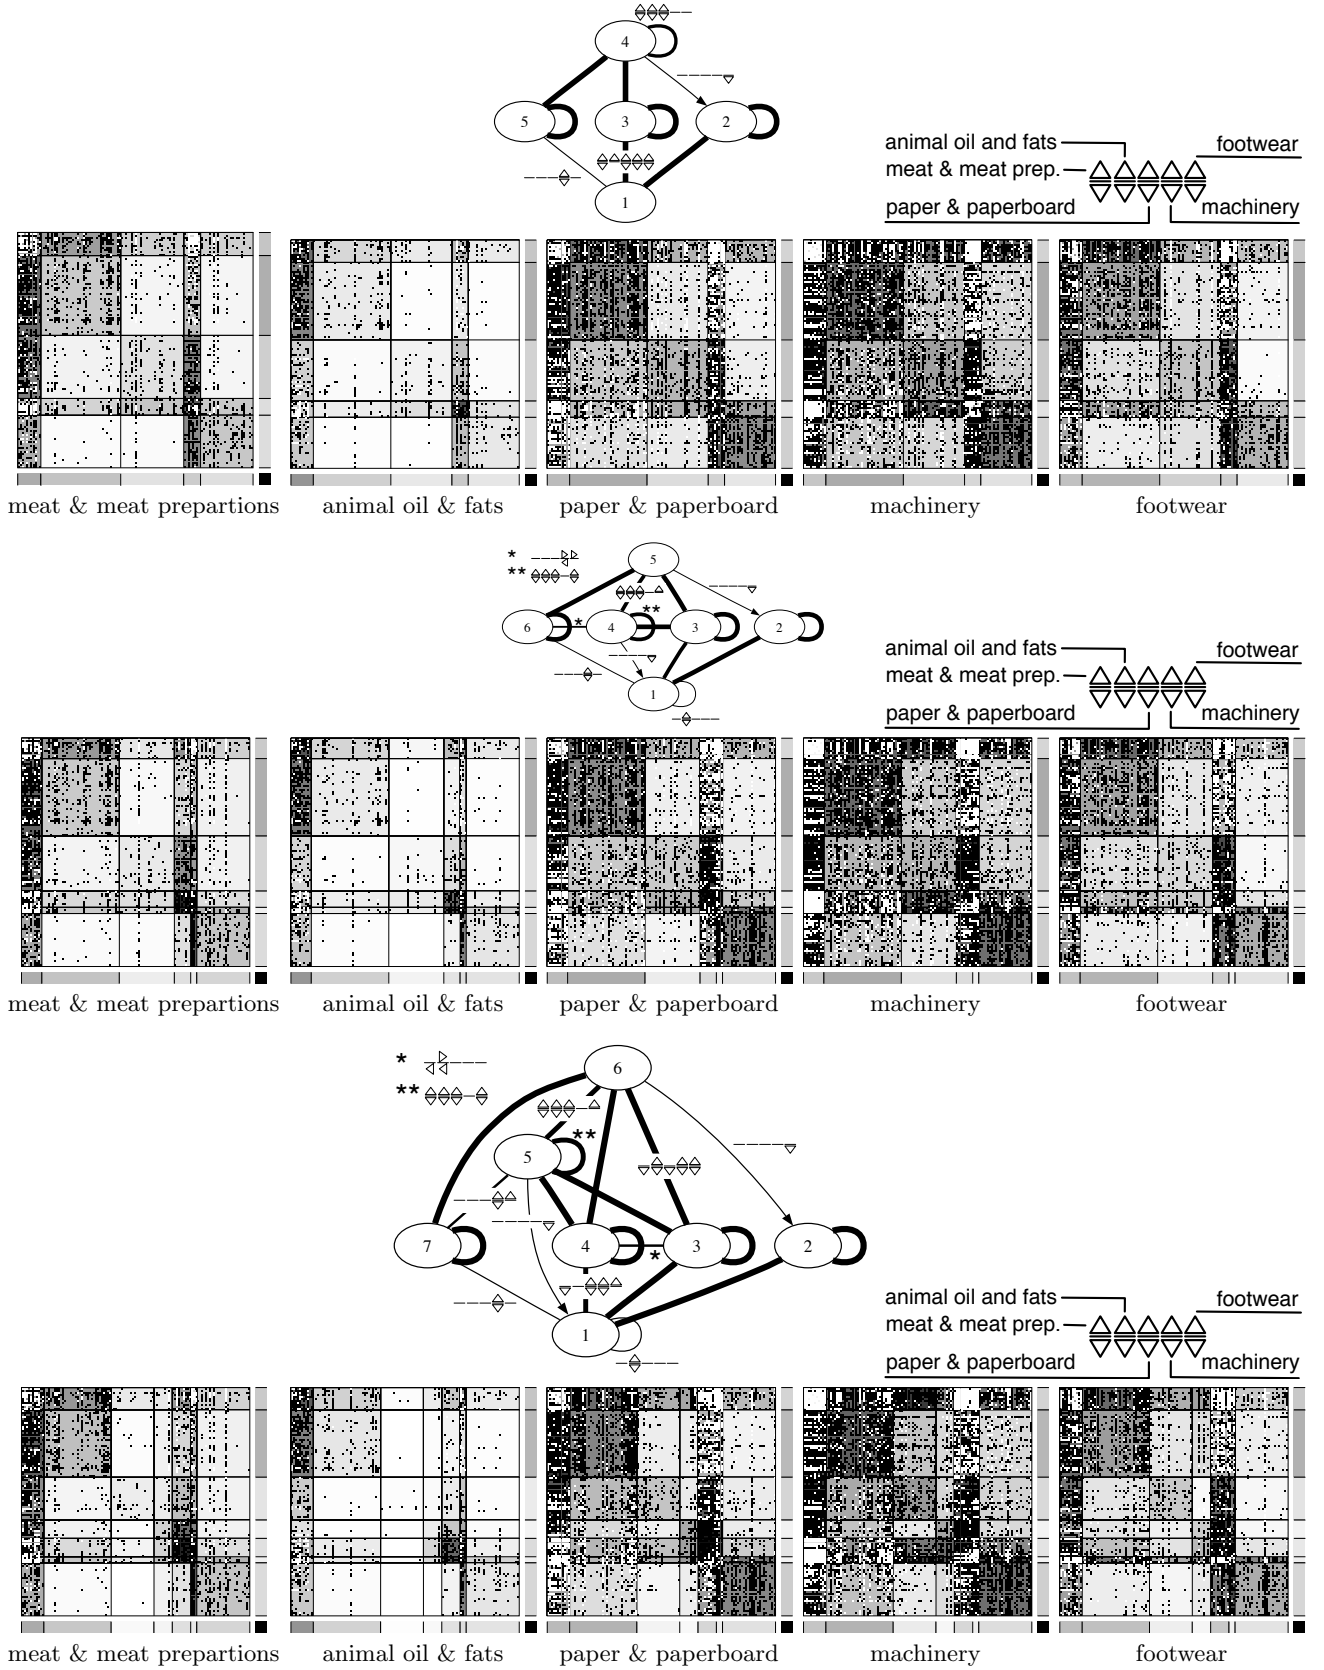 4
5
3
2
1
animal oil and fats
footwear
meat & meat prep.
paper & paperboard
machinery
meat & meat prepartions
animal oil & fats
paper & paperboard
machinery
footwear
*
**
5
**
6
*
4
3
2
1
animal oil and fats
footwear
meat & meat prep.
paper & paperboard
machinery
meat & meat prepartions
animal oil & fats
paper & paperboard
machinery
footwear
*
**
6
**
5
7
4
*
3
2
1
animal oil and fats
footwear
meat & meat prep.
paper & paperboard
machinery
meat & meat prepartions
animal oil & fats
paper & paperboard
machinery
footwear